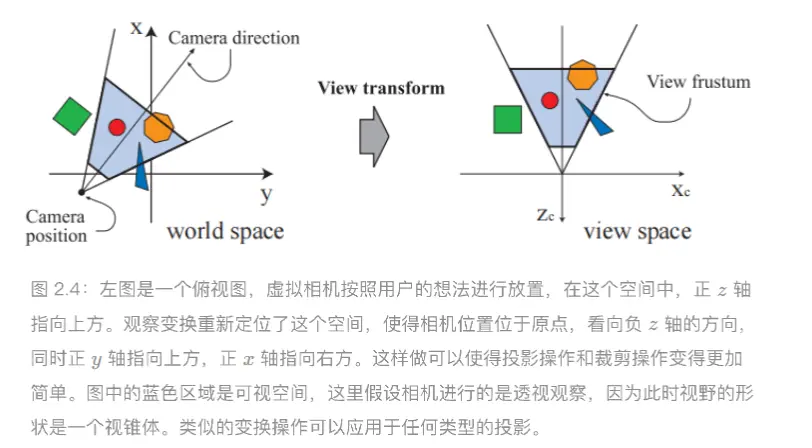 x
Camera direction
View transform
View frustum
y
Camera
position
world space
xc
zc
view space
图 2.4：左图是一个俯视图，虚拟相机按照用户的想法进行放置，在这个空间中，正 z 轴
指向上方。观察变换重新定位了这个空间，使得相机位置位于原点，看向负 z 轴的方向，
同时正 y 轴指向上方，正 x 轴指向右方。这样做可以使得投影操作和裁剪操作变得更加
简单。图中的蓝色区域是可视空间，这里假设相机进行的是透视观察，因为此时视野的形
状是一个视锥体。类似的变换操作可以应用于任何类型的投影。